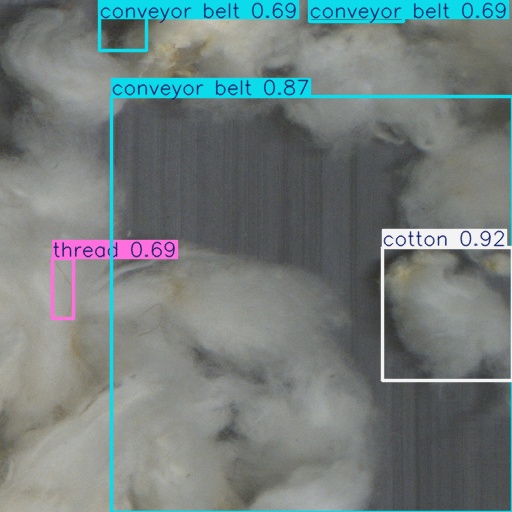 conveyor belt 0.69
conveyor belt 0.69
conveyor belt 0.87
cotton 0.92
thread 0.69